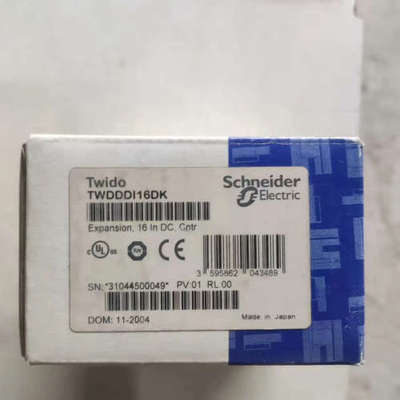 Twido
TWDDDI16DK
Schneider
Electric
Expansion, 16 In DC, Cntr
3 595862 043489
SN:*31044500049* PV:01 RL:00
DOM: 11-2004
Made in Japan